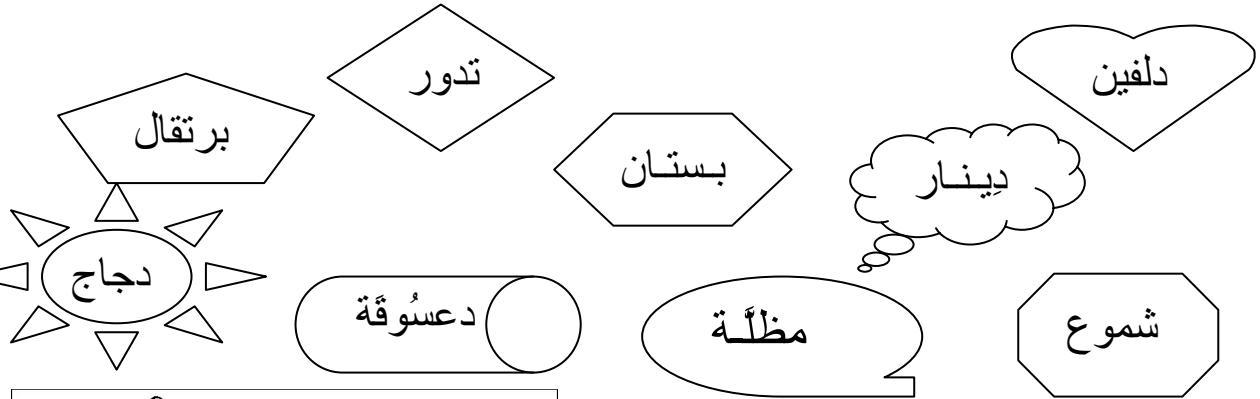 دلفين
تدور
برتقال
بستان
دِينار
دجاج
دعسُوقَة
مظلَّة
شموع